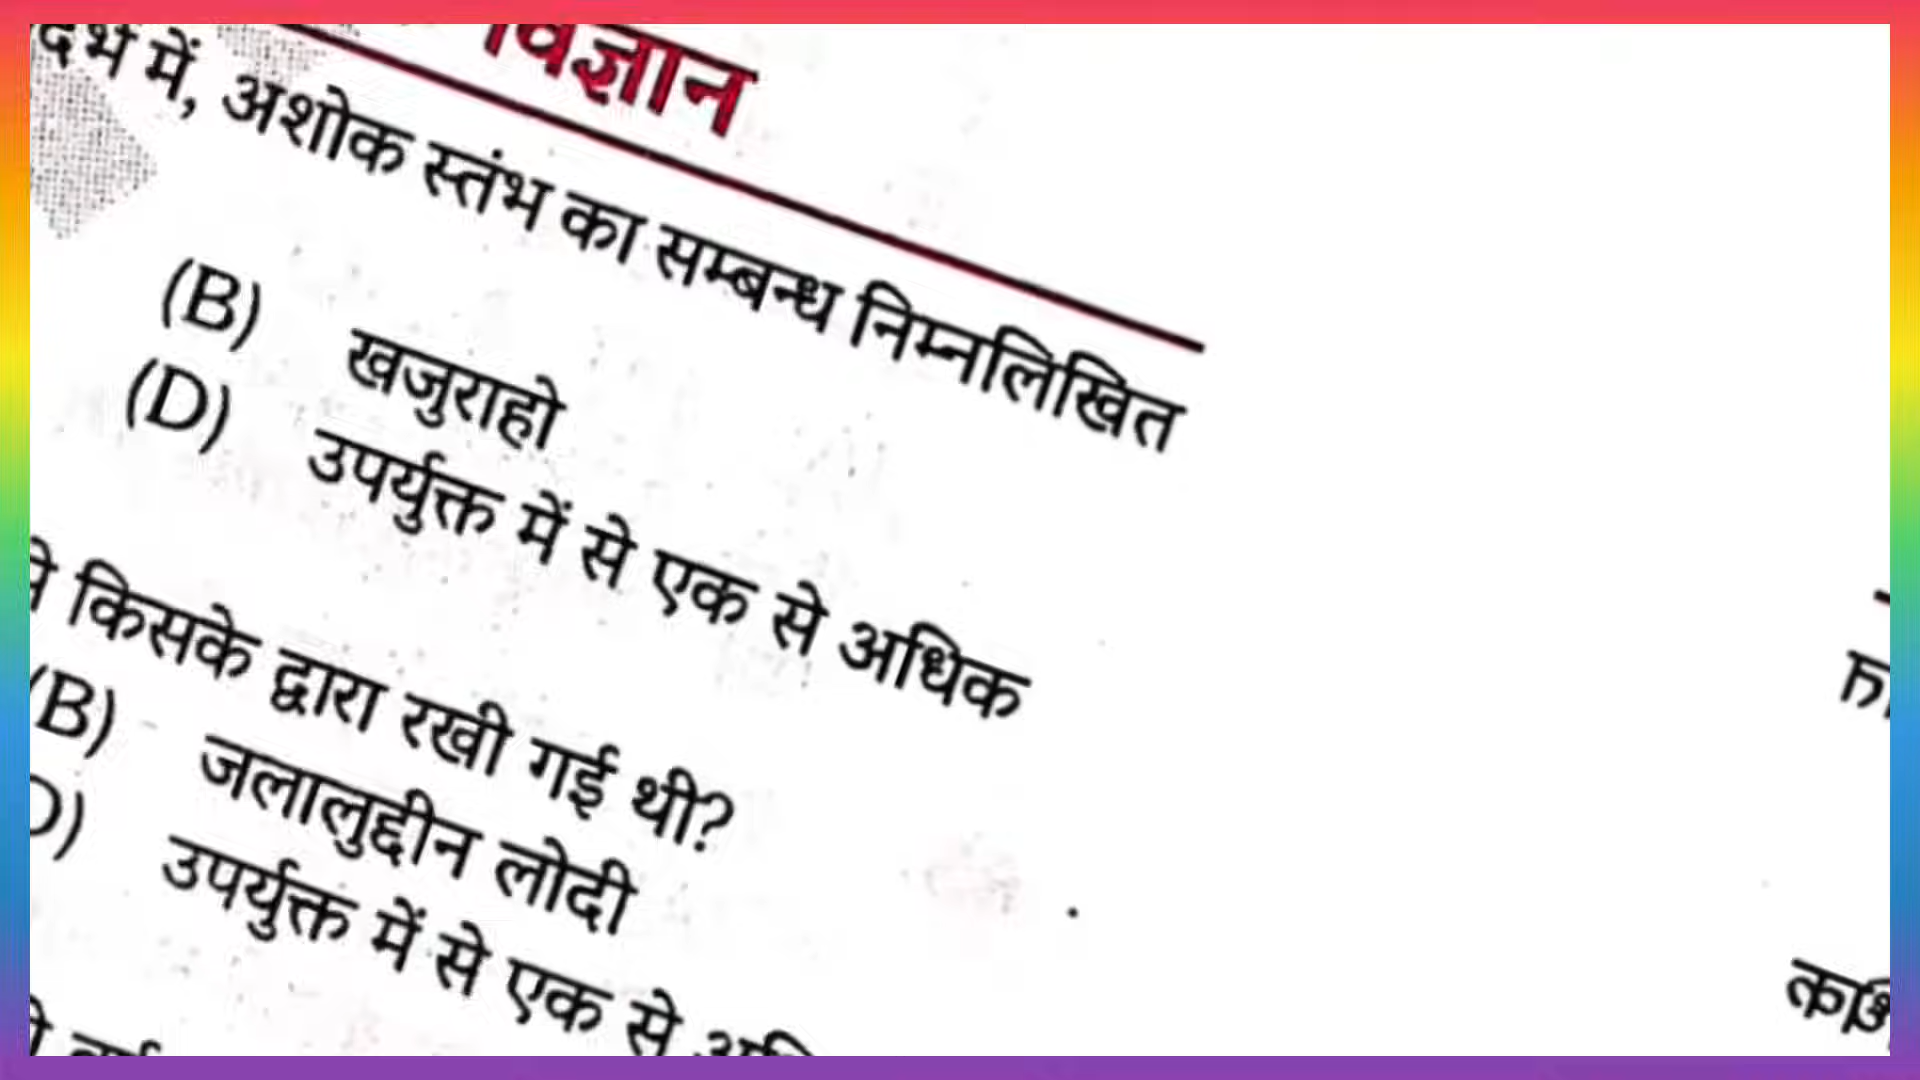 विज्ञान
में, अशोक स्तंभ का सम्बन्ध निम्नलिखित
(B) खजुराहो
(D) उपर्युक्त में से एक से अधिक
किसके द्वारा रखी गई थी?
(B) जलालुद्दीन लोदी
उपर्युक्त में से एक से